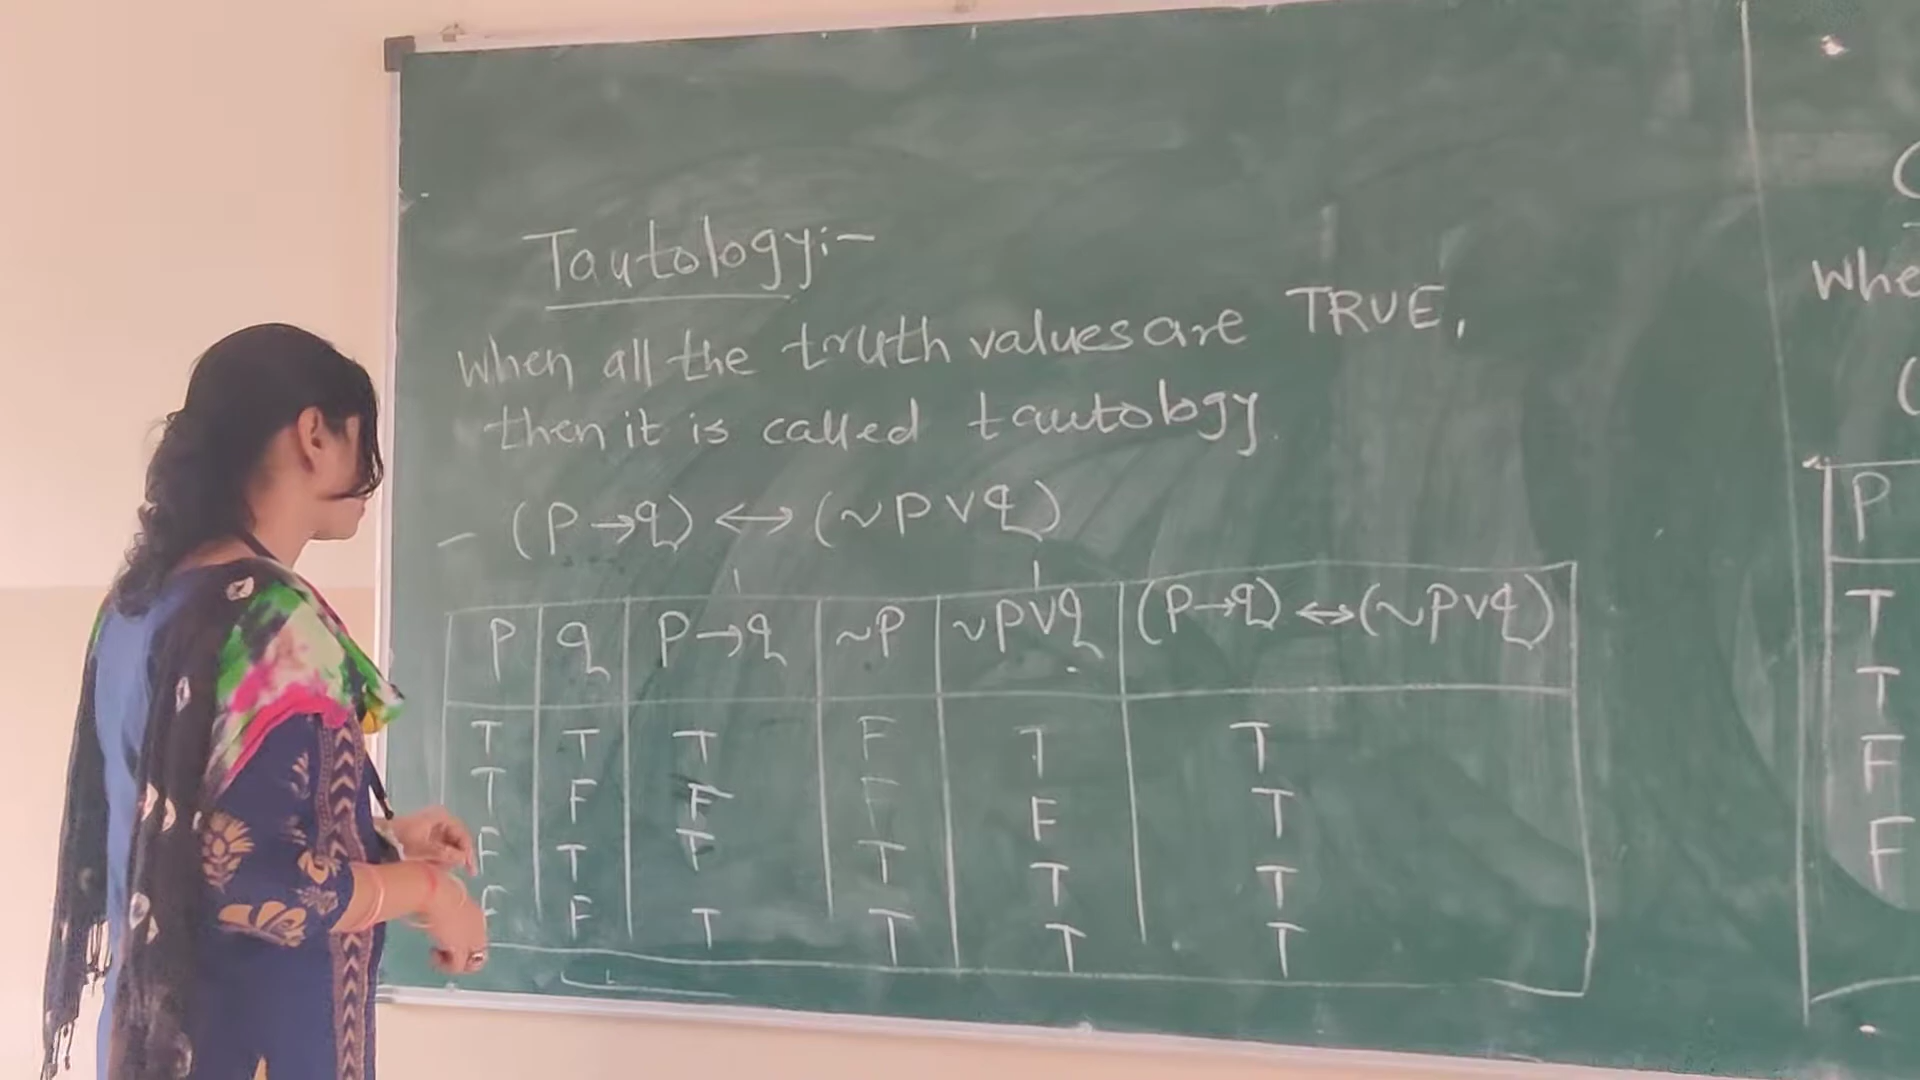 Tautology:-
When all the truth values are TRUE,
then it is called tautology.
- (P→q) ↔ (~P∨q)
P q P→q ~P ~P∨q (P→q) ↔ (~P∨q)
T T T F T T
T F F F F T
F T T T T T
F F T T T T
Whe
P
T
T
F
F